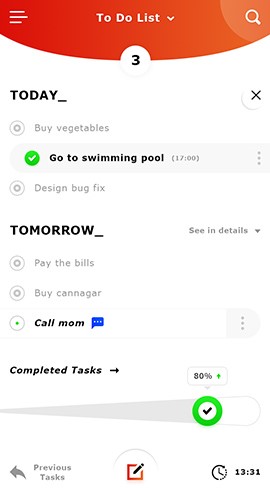 To Do List
3
TODAY_
Buy vegetables
Go to swimming pool (17:00)
Design bug fix
TOMORROW_
See in details
Pay the bills
Buy cannagar
Call mom
Completed Tasks →
80%
Previous
Tasks
13:31